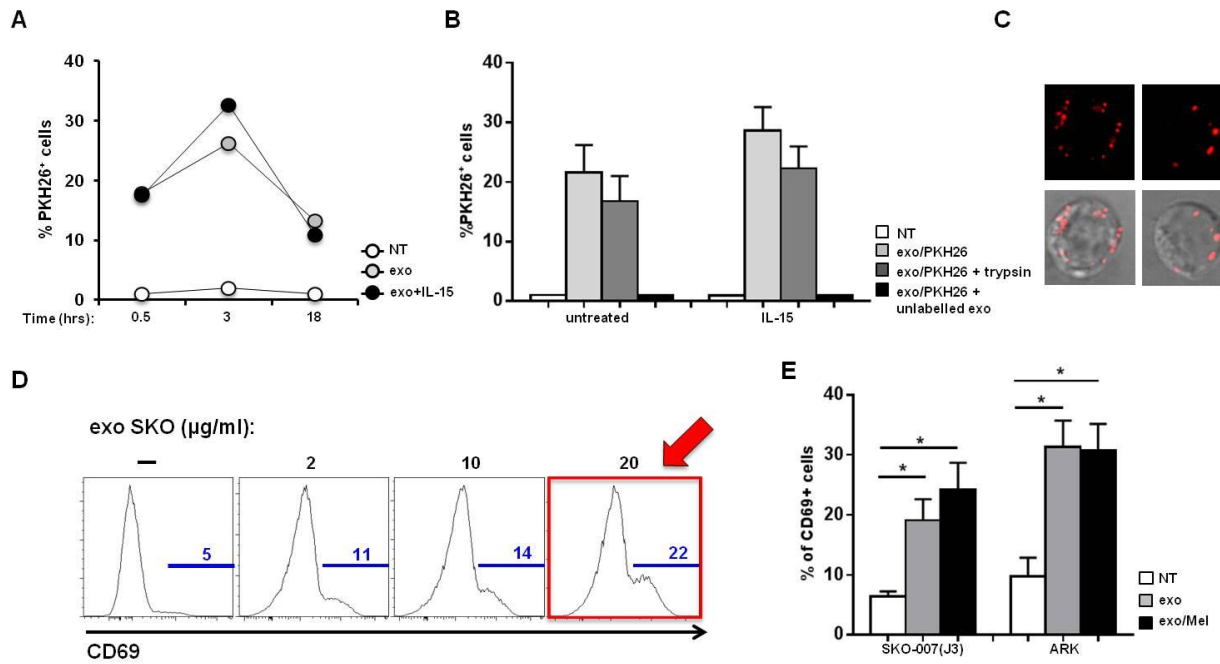 A
% PKH26+ cells
40
30
20
10
0
Time (hrs):
0.5
3
18
NT
exo
exo+IL-15
B
%PKH26+ cells
40
30
20
10
0
untreated
IL-15
NT
exo/PKH26
exo/PKH26 + trypsin
exo/PKH26 +
unlabelled exo
C
D
exo SKO (µg/ml):
–
2
10
20
5
11
14
22
CD69
E
% of CD69+ cells
40
30
20
10
0
*
*
*
*
SKO-007(J3)
ARK
NT
exo
exo/Mel